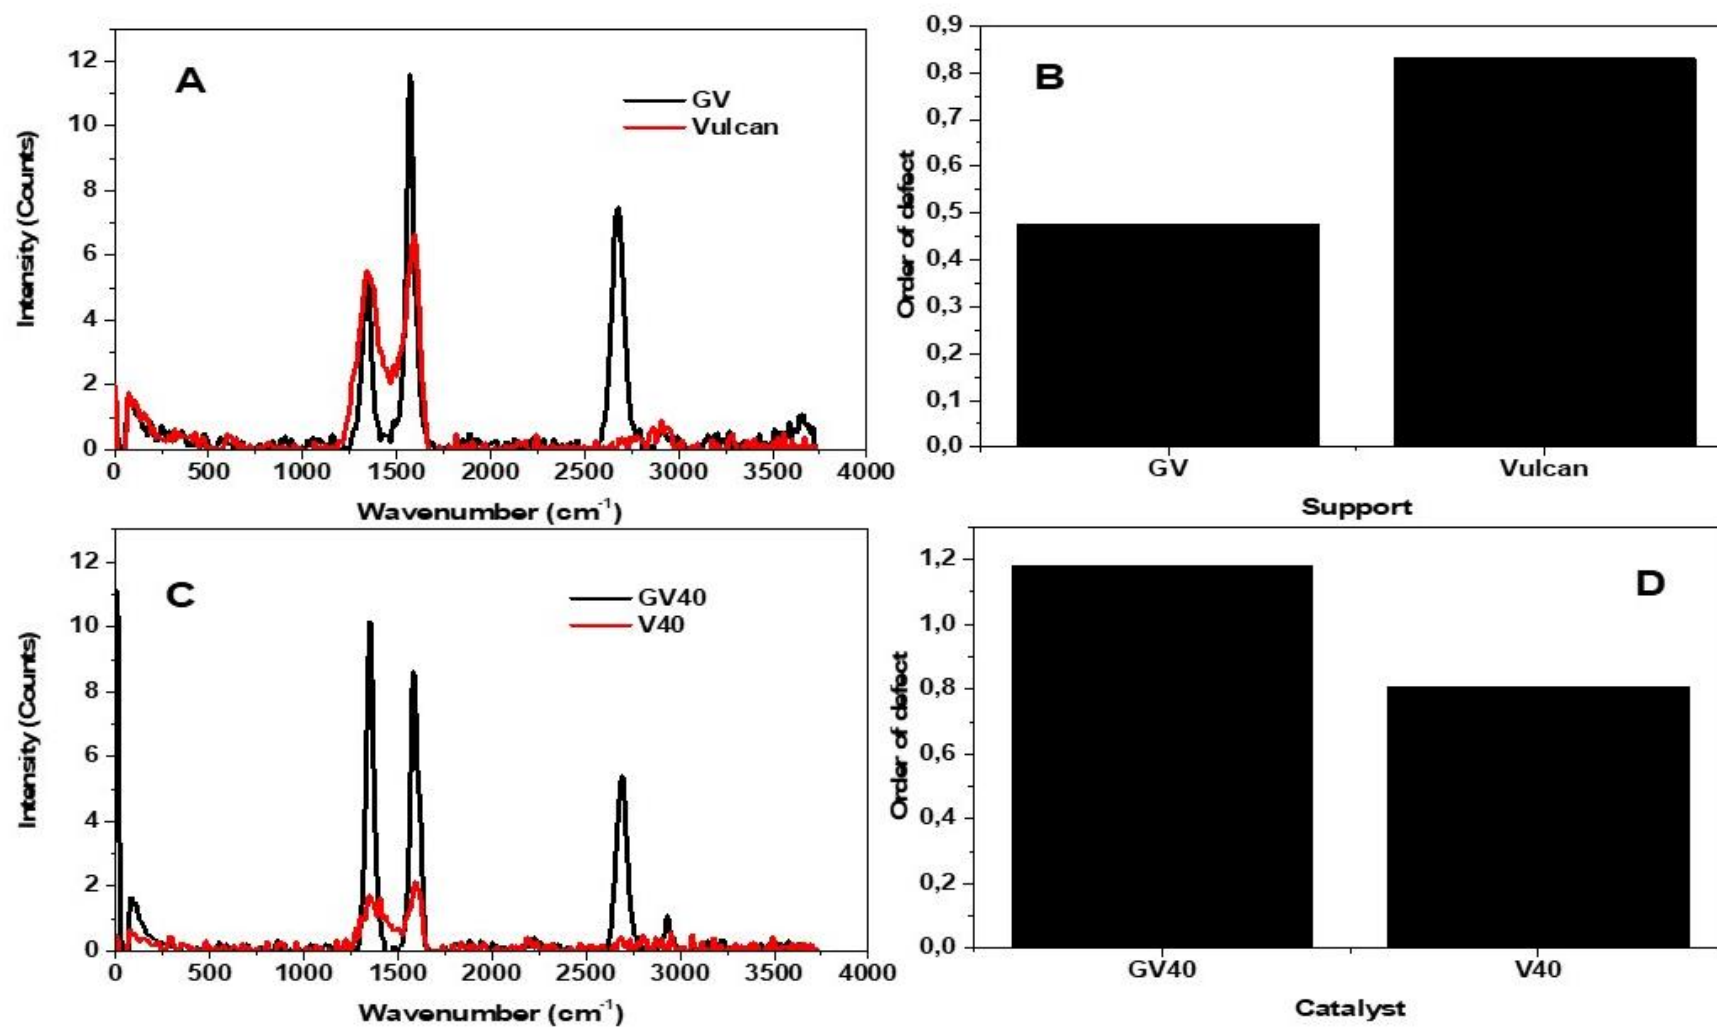 A
GV
Vulcan
12
10
8
6
4
2
0
0 500 1000 1500 2000 2500 3000 3500 4000
Intensity (Counts)
Wavenumber (cm⁻¹)
B
0,9
0,8
0,7
0,6
0,5
0,4
0,3
0,2
0,1
0,0
Order of defect
GV Vulcan
Support
C
GV40
V40
12
10
8
6
4
2
0
0 500 1000 1500 2000 2500 3000 3500 4000
Intensity (Counts)
Wavenumber (cm⁻¹)
D
1,2
1,0
0,8
0,6
0,4
0,2
0,0
Order of defect
GV40 V40
Catalyst